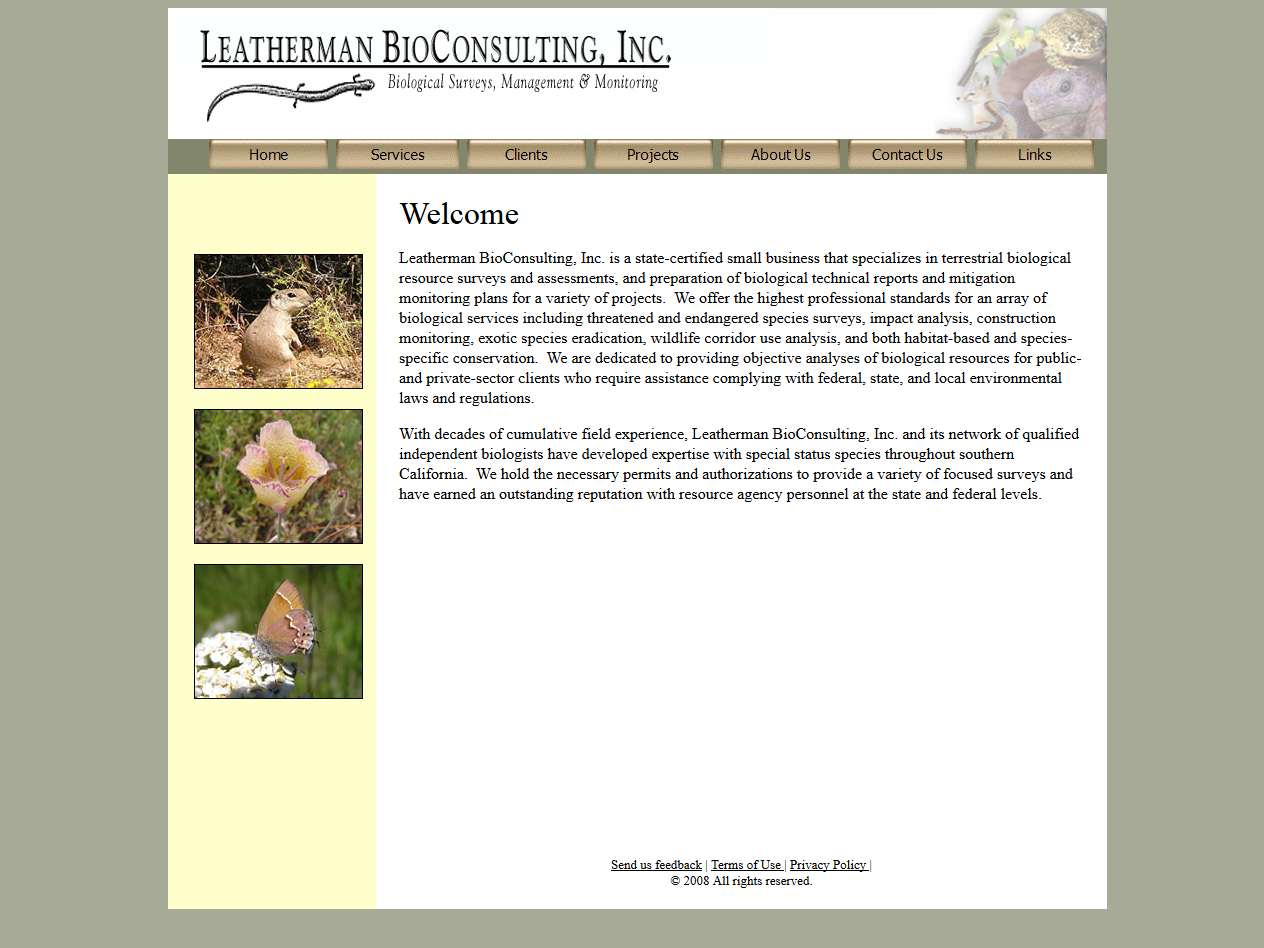 LEATHERMAN BIOCONSULTING, INC.
Biological Surveys, Management & Monitoring
Home Services Clients Projects About Us Contact Us Links
Welcome
Leatherman BioConsulting, Inc. is a state-certified small business that specializes in terrestrial biological
resource surveys and assessments, and preparation of biological technical reports and mitigation
monitoring plans for a variety of projects.  We offer the highest professional standards for an array of
biological services including threatened and endangered species surveys, impact analysis, construction
monitoring, exotic species eradication, wildlife corridor use analysis, and both habitat-based and species-
specific conservation.  We are dedicated to providing objective analyses of biological resources for public-
and private-sector clients who require assistance complying with federal, state, and local environmental
laws and regulations.
With decades of cumulative field experience, Leatherman BioConsulting, Inc. and its network of qualified
independent biologists have developed expertise with special status species throughout southern
California.  We hold the necessary permits and authorizations to provide a variety of focused surveys and
have earned an outstanding reputation with resource agency personnel at the state and federal levels.
Send us feedback | Terms of Use | Privacy Policy |
© 2008 All rights reserved.